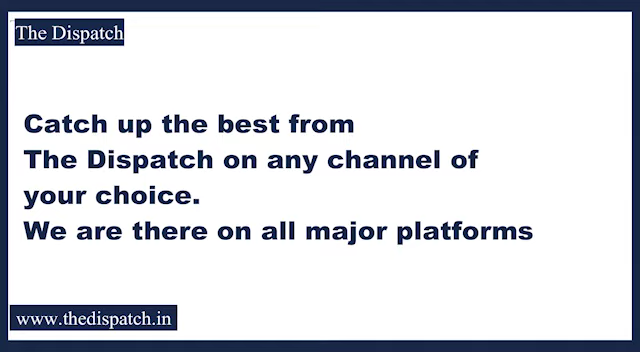 The Dispatch
Catch up the best from
The Dispatch on any channel of
your choice.
We are there on all major platforms
www.thedispatch.in